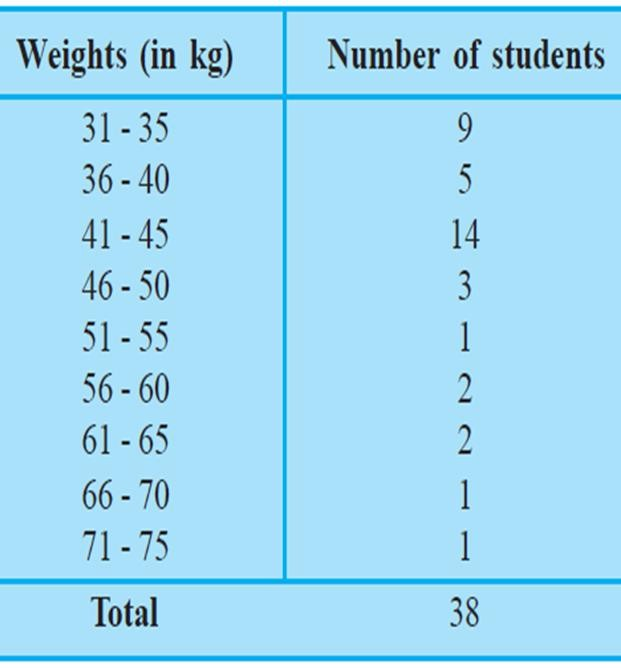 Weights (in kg) Number of students
31 - 35 9
36 - 40 5
41 - 45 14
46 - 50 3
51 - 55 1
56 - 60 2
61 - 65 2
66 - 70 1
71 - 75 1
Total 38